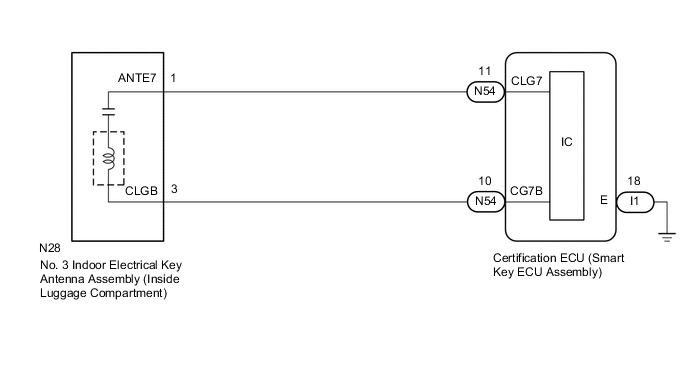 ANTE7
1
11
N54
CLG7
IC
CLGB
3
10
N54
CG7B
E
18
I1
N28
No. 3 Indoor Electrical Key
Antenna Assembly (Inside
Luggage Compartment)
Certification ECU (Smart
Key ECU Assembly)